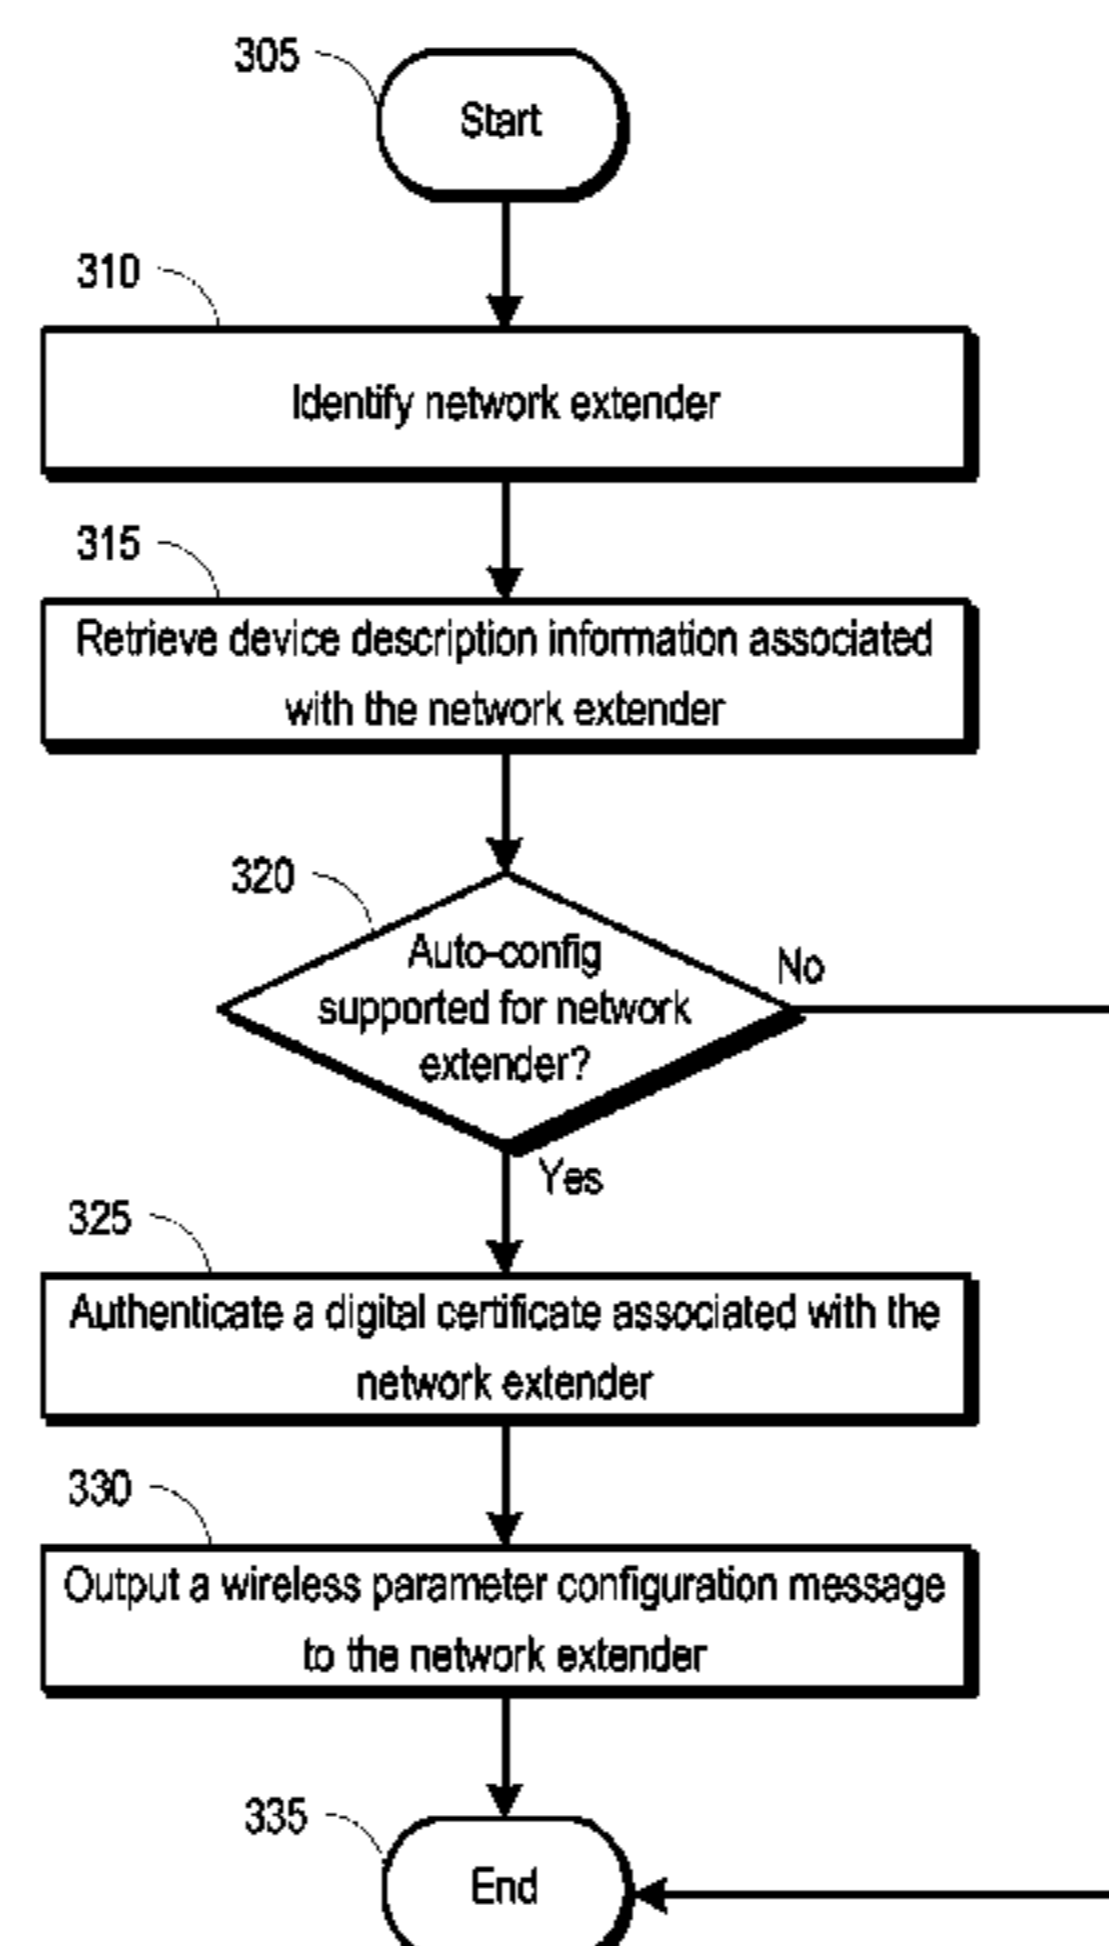 305
Start
310
Identify network extender
315
Retrieve device description information associated
with the network extender
320
Auto-config
supported for network
extender?
No
Yes
325
Authenticate a digital certificate associated with the
network extender
330
Output a wireless parameter configuration message
to the network extender
335
End